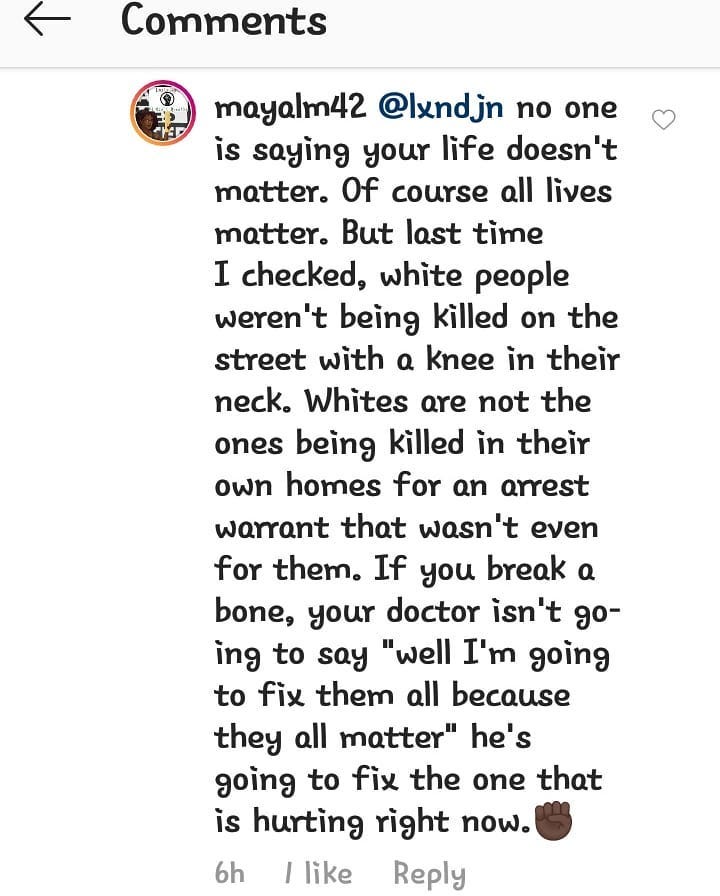 Comments
mayalm42 @lxndjn no one
is saying your life doesn't
matter. Of course all lives
matter. But last time
I checked, white people
weren't being killed on the
street with a knee in their
neck. Whites are not the
ones being killed in their
own homes for an arrest
warrant that wasn't even
for them. If you break a
bone, your doctor isn't go-
ing to say "well I'm going
to fix them all because
they all matter" he's
going to fix the one that
is hurting right now.✊🏿
6h 1 like Reply